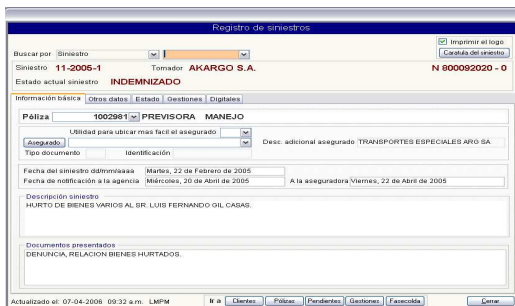 Registro de siniestros
Imprimir el logo
Buscar por Siniestro Caratula del siniestro
Siniestro 11-2005-1 Tomador AKARGO S.A. N 800092020 - 0
Estado actual siniestro INDEMNIZADO
Información básica Otros datos Estado Gestiones Digitales
Póliza 1002981 PREVISORA MANEJO
Utilidad para ubicar mas facil el asegurado
Asegurado Desc. adicional asegurado TRANSPORTES ESPECIALES ARG SA
Tipo documento Identificación
Fecha del siniestro dd/mm/aaaa Martes, 22 de Febrero de 2005
Fecha de notificación a la agencia Miércoles, 20 de Abril de 2005 A la aseguradora Viernes, 22 de Abril de 2005
Descripción siniestro
HURTO DE BIENES VARIOS AL SR. LUIS FERNANDO GIL CASAS.
Documentos presentados
DENUNCIA, RELACION BIENES HURTADOS.
Actualizado el: 07-04-2006 09:32 a.m. LMPM Ir a Clientes Pólizas Pendientes Gestiones Fasecolda Cerrar